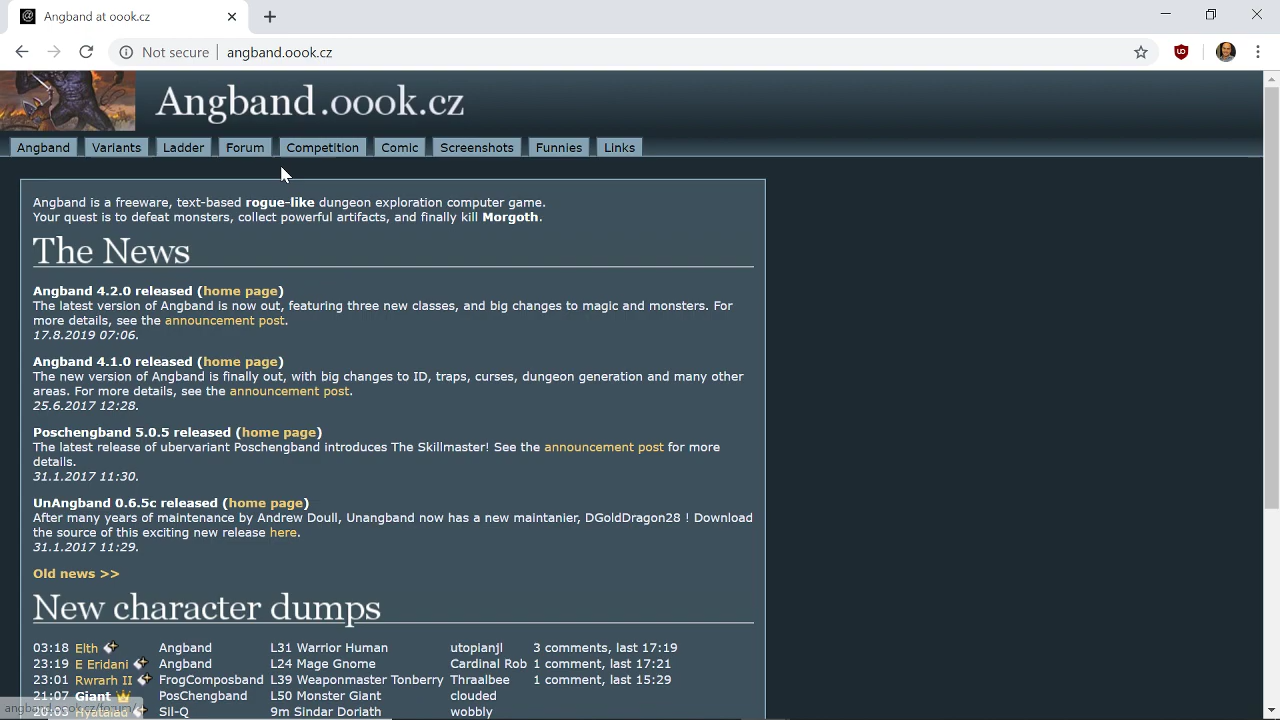 Angband at oook.cz
Not secure
angband.oook.cz
Angband.oook.cz
Angband Variants Ladder Forum Competition Comic Screenshots Funnies Links
Angband is a freeware, text-based rogue-like dungeon exploration computer game.
Your quest is to defeat monsters, collect powerful artifacts, and finally kill Morgoth.
The News
Angband 4.2.0 released (home page)
The latest version of Angband is now out, featuring three new classes, and big changes to magic and monsters. For
more details, see the announcement post.
17.8.2019 07:06.
Angband 4.1.0 released (home page)
The new version of Angband is finally out, with big changes to ID, traps, curses, dungeon generation and many other
areas. For more details, see the announcement post.
25.6.2017 12:28.
Poschengband 5.0.5 released (home page)
The latest release of ubervariant Poschengband introduces The Skillmaster! See the announcement post for more
details.
31.1.2017 11:30.
UnAngband 0.6.5c released (home page)
After many years of maintenance by Andrew Doull, Unangband now has a new maintanier, DGoldDragon28 ! Download
the source of this exciting new release here.
31.1.2017 11:29.
Old news >>
New character dumps
03:18 Elth Angband L31 Warrior Human utopianjl 3 comments, last 17:19
23:19 E Eridani Angband L24 Mage Gnome Cardinal Rob 1 comment, last 17:21
23:01 Rwrarh II FrogComposband L39 Weaponmaster Tonberry Thraalbee 1 comment, last 15:29
21:07 Giant PosChengband L50 Monster Giant clouded
20:03 Hyatalad Sil-Q 9m Sindar Doriath wobbly
angband.oook.cz/forum/